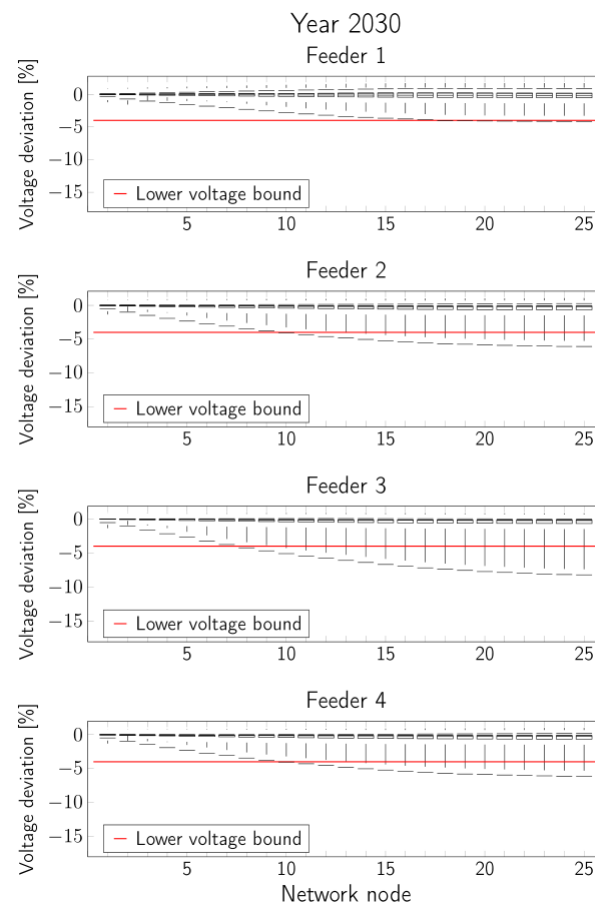 Year 2030
Feeder 1
Voltage deviation [%]
0
−5
−10
−15
Lower voltage bound
5 10 15 20 25
Feeder 2
Voltage deviation [%]
0
−5
−10
−15
Lower voltage bound
5 10 15 20 25
Feeder 3
Voltage deviation [%]
0
−5
−10
−15
Lower voltage bound
5 10 15 20 25
Feeder 4
Voltage deviation [%]
0
−5
−10
−15
Lower voltage bound
5 10 15 20 25
Network node